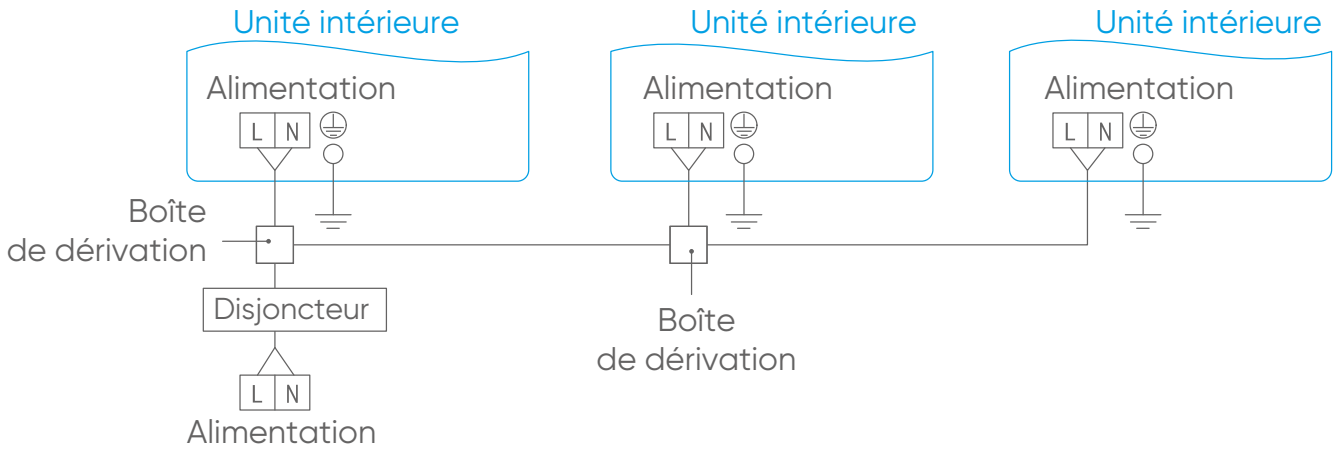 Unité intérieure
Unité intérieure
Unité intérieure
Alimentation
Alimentation
Alimentation
L N
L N
L N
Boîte
de dérivation
Disjoncteur
Boîte
de dérivation
L N
Alimentation